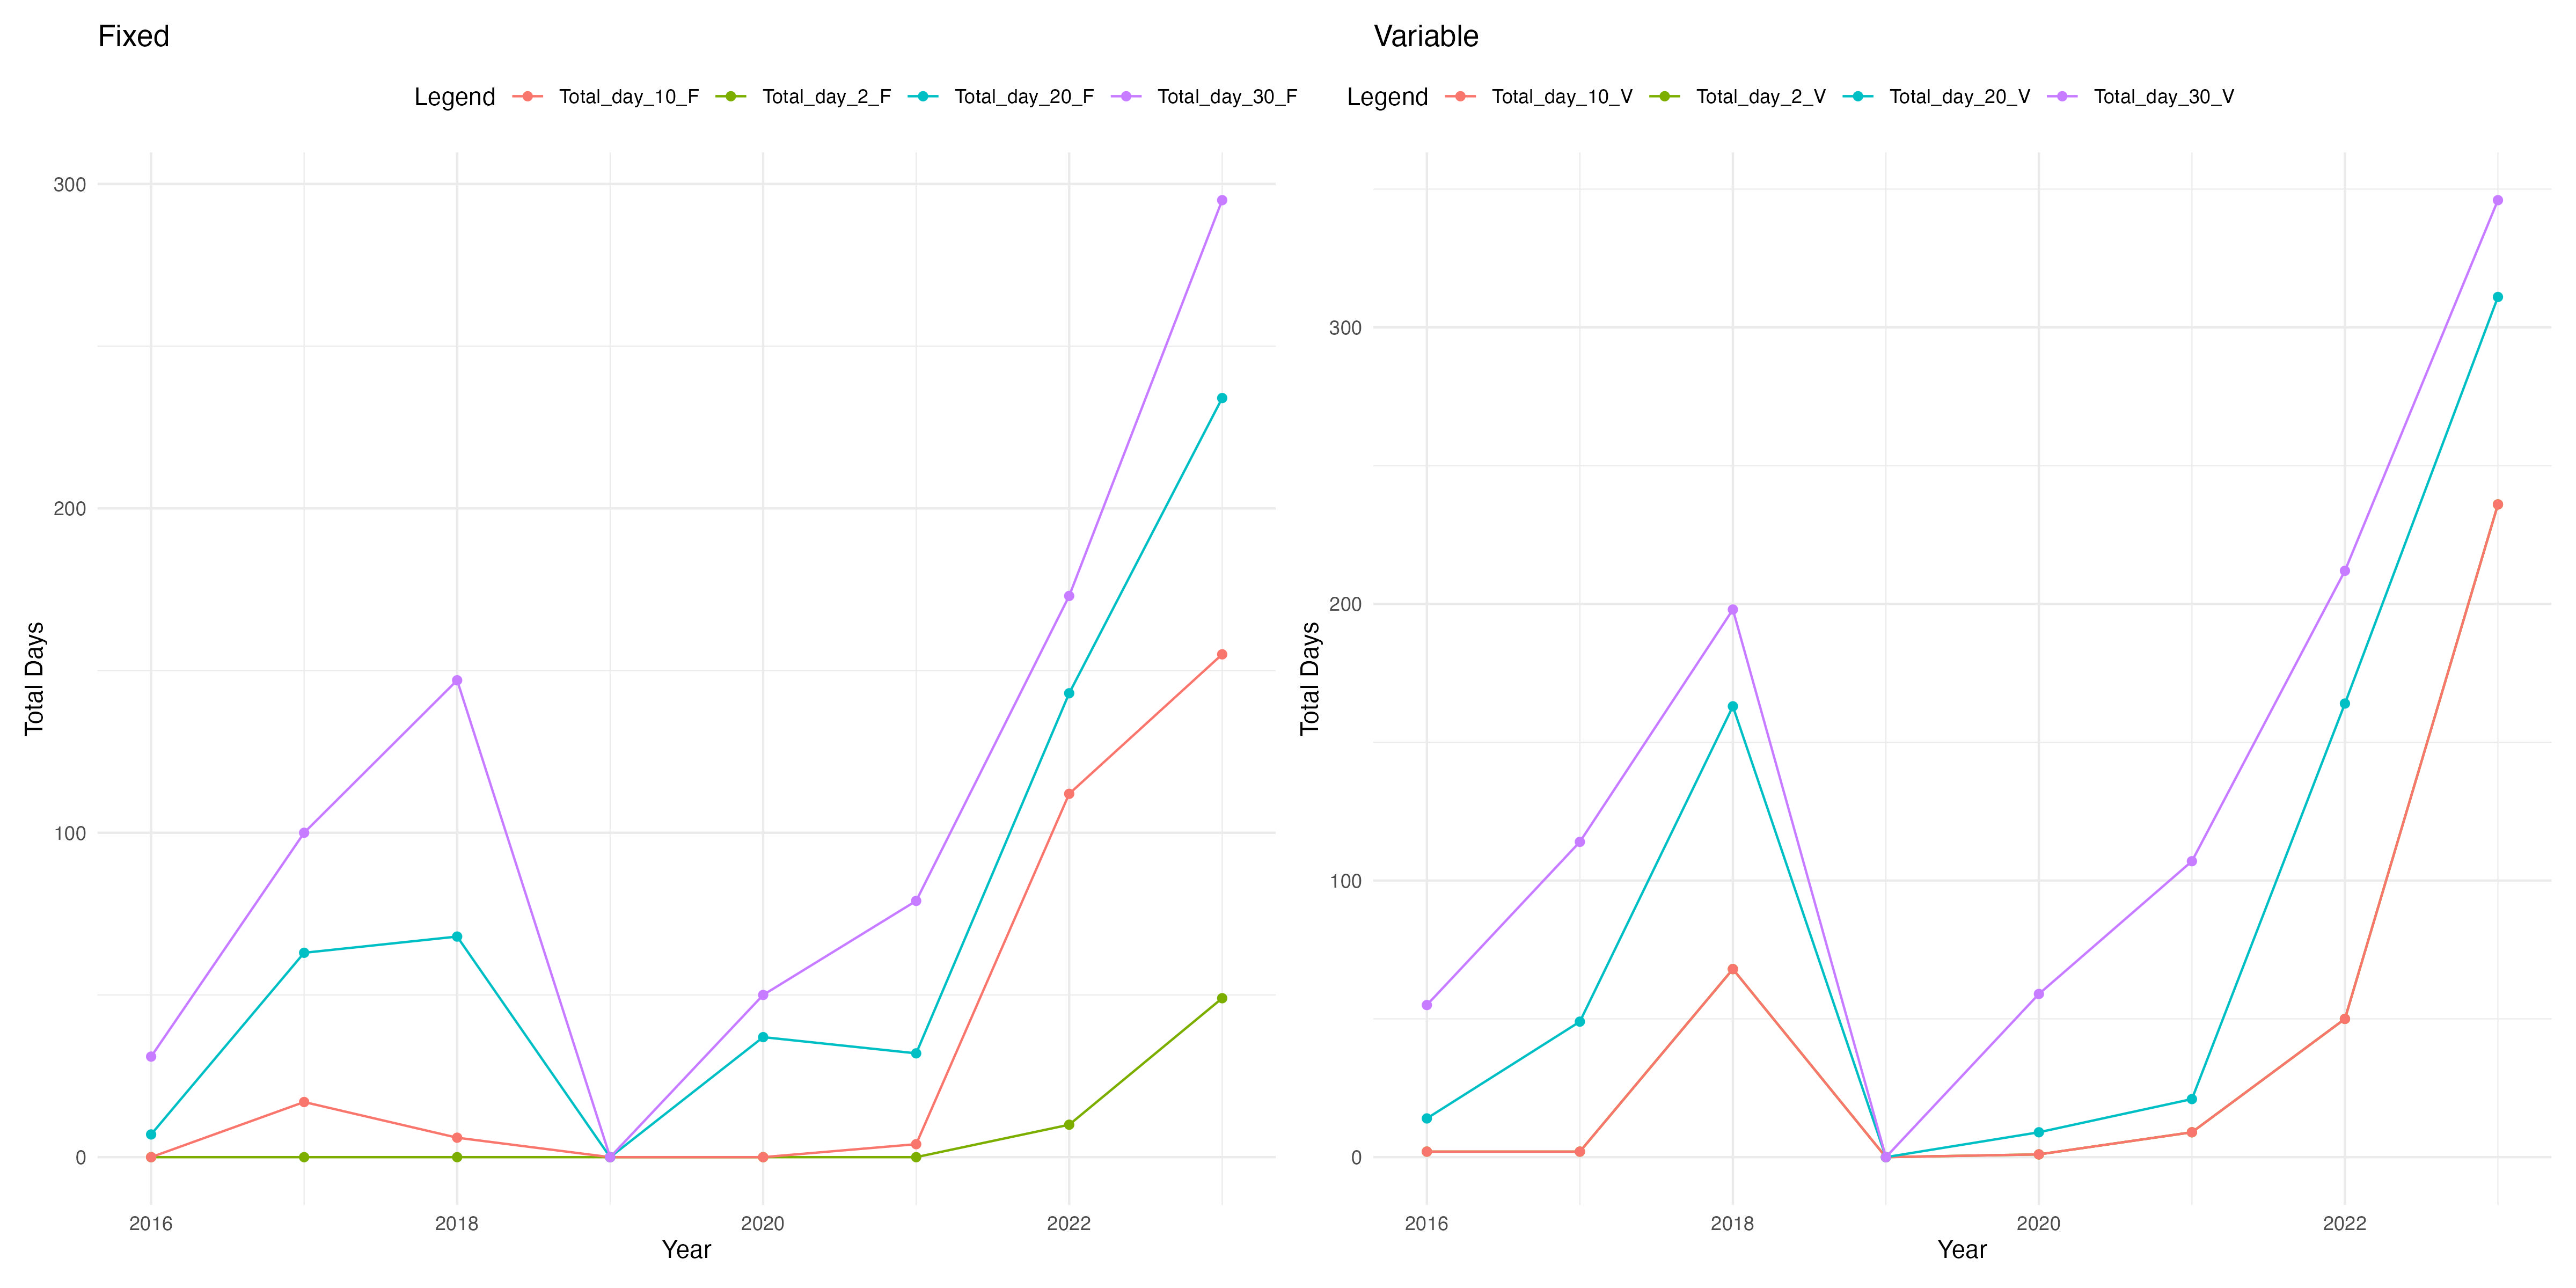 Fixed
Legend Total_day_10_F Total_day_2_F Total_day_20_F Total_day_30_F
300
200
100
0
Total Days
2016 2018 2020 2022
Year
Variable
Legend Total_day_10_V Total_day_2_V Total_day_20_V Total_day_30_V
300
200
100
0
Total Days
2016 2018 2020 2022
Year